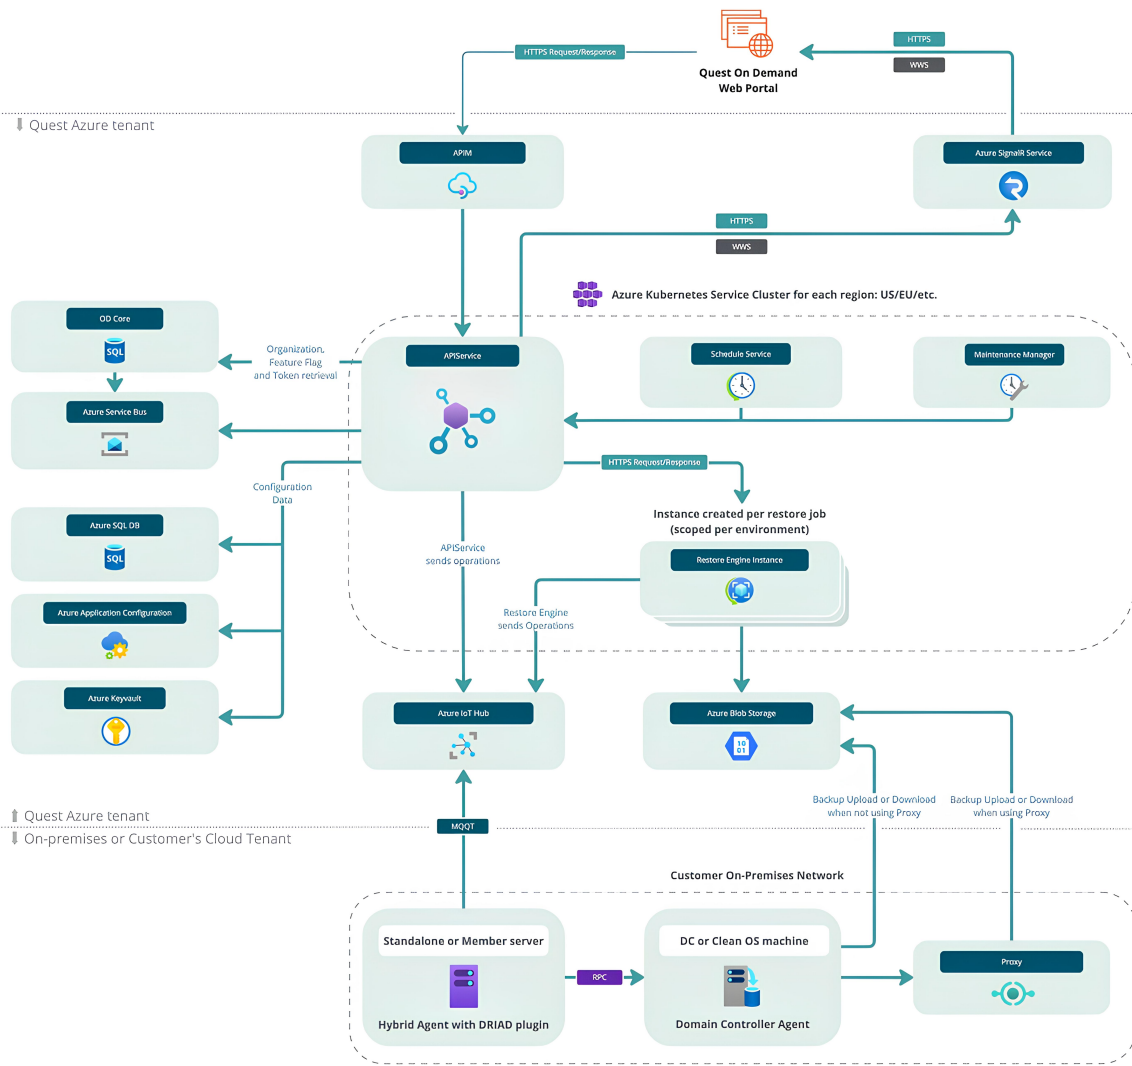 HTTPS Request/Response
Quest On Demand
Web Portal
HTTPS
WWS
Quest Azure tenant
APIM
Azure SignalR Service
HTTPS
WWS
Azure Kubernetes Service Cluster for each region: US/EU/etc.
OD Core
SQL
Organization,
Feature Flag
and Token retrieval
APIService
Schedule Service
Maintenance Manager
Azure Service Bus
HTTPS Request/Response
Configuration
Data
Instance created per restore job
(scoped per environment)
Azure SQL DB
SQL
APIService
sends operations
Restore Engine Instance
Azure Application Configuration
Restore Engine
sends Operations
Azure Keyvault
Azure IoT Hub
Azure Blob Storage
10
01
Backup Upload or Download
when not using Proxy
Backup Upload or Download
when using Proxy
Quest Azure tenant
MQQT
On-premises or Customer's Cloud Tenant
Customer On-Premises Network
Standalone or Member server
DC or Clean OS machine
Proxy
RPC
Hybrid Agent with DRIAD plugin
Domain Controller Agent